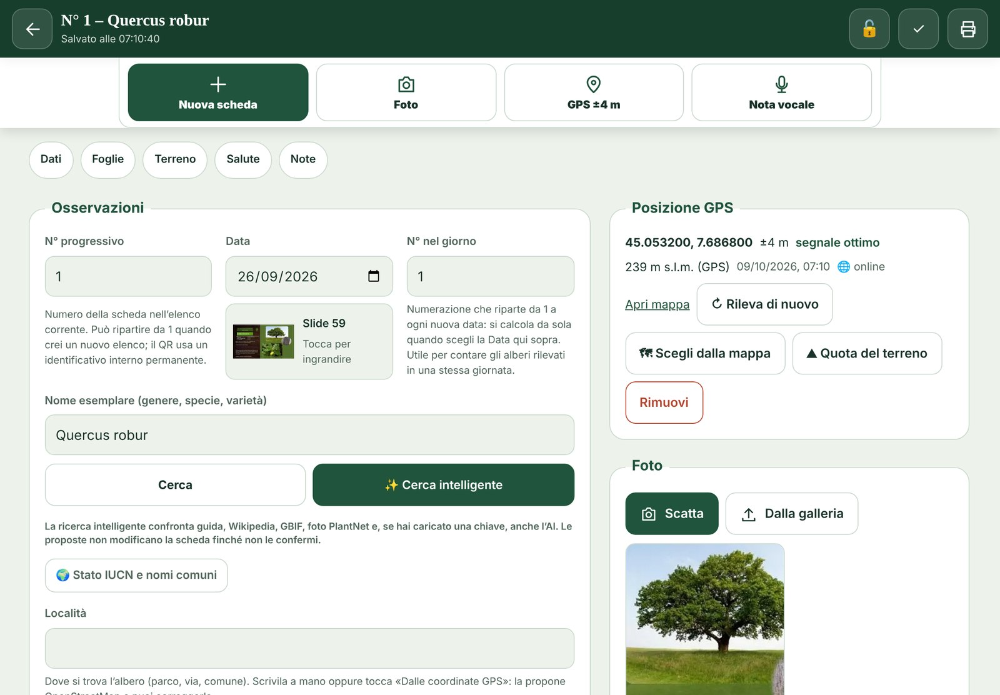 N° 1 – Quercus robur
Salvato alle 07:10:40
Nuova scheda
Foto
GPS ±4 m
Nota vocale
Dati
Foglie
Terreno
Salute
Note
Osservazioni
N° progressivo
1
Numero della scheda nell’elenco
corrente. Può ripartire da 1 quando
crei un nuovo elenco; il QR usa un
identificativo interno permanente.
Data
26/09/2026
Slide 59
Tocca per
ingrandire
N° nel giorno
1
Numerazione che riparte da 1 a
ogni nuova data: si calcola da sola
quando scegli la Data qui sopra.
Utile per contare gli alberi rilevati
in una stessa giornata.
Nome esemplare (genere, specie, varietà)
Quercus robur
Cerca
✨ Cerca intelligente
La ricerca intelligente confronta guida, Wikipedia, GBIF, foto PlantNet e, se hai caricato una chiave, anche l’AI. Le
proposte non modificano la scheda finché non le confermi.
🌍 Stato IUCN e nomi comuni
Località
Dove si trova l’albero (parco, via, comune). Scrivila a mano oppure tocca «Dalle coordinate GPS»: la propone
Posizione GPS
45.053200, 7.686800 ±4 m segnale ottimo
239 m s.l.m. (GPS) 09/10/2026, 07:10 🌐 online
Apri mappa
↻ Rileva di nuovo
🗺 Scegli dalla mappa
▲ Quota del terreno
Rimuovi
Foto
Scatta
Dalla galleria